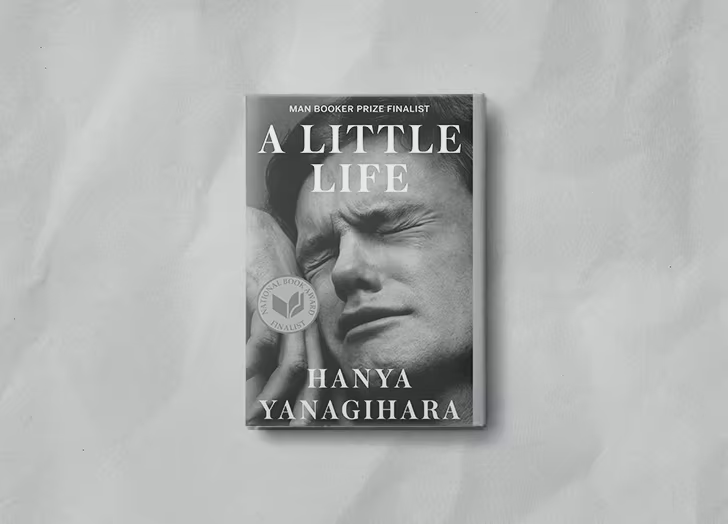 MAN BOOKER PRIZE FINALIST
A LITTLE
LIFE
NATIONAL BOOK AWARD
FINALIST
HANYA
YANAGIHARA